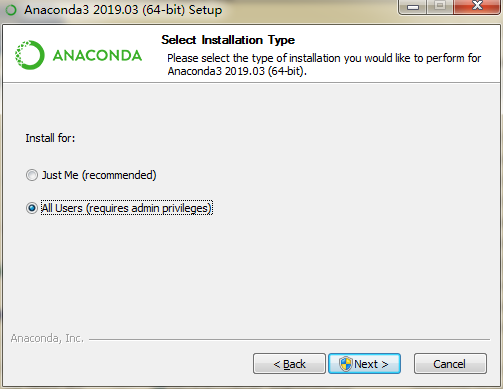 Anaconda3 2019.03 (64-bit) Setup
ANACONDA
Select Installation Type
Please select the type of installation you would like to perform for
Anaconda3 2019.03 (64-bit).
Install for:
Just Me (recommended)
All Users (requires admin privileges)
Anaconda, Inc.
< Back
Next >
Cancel